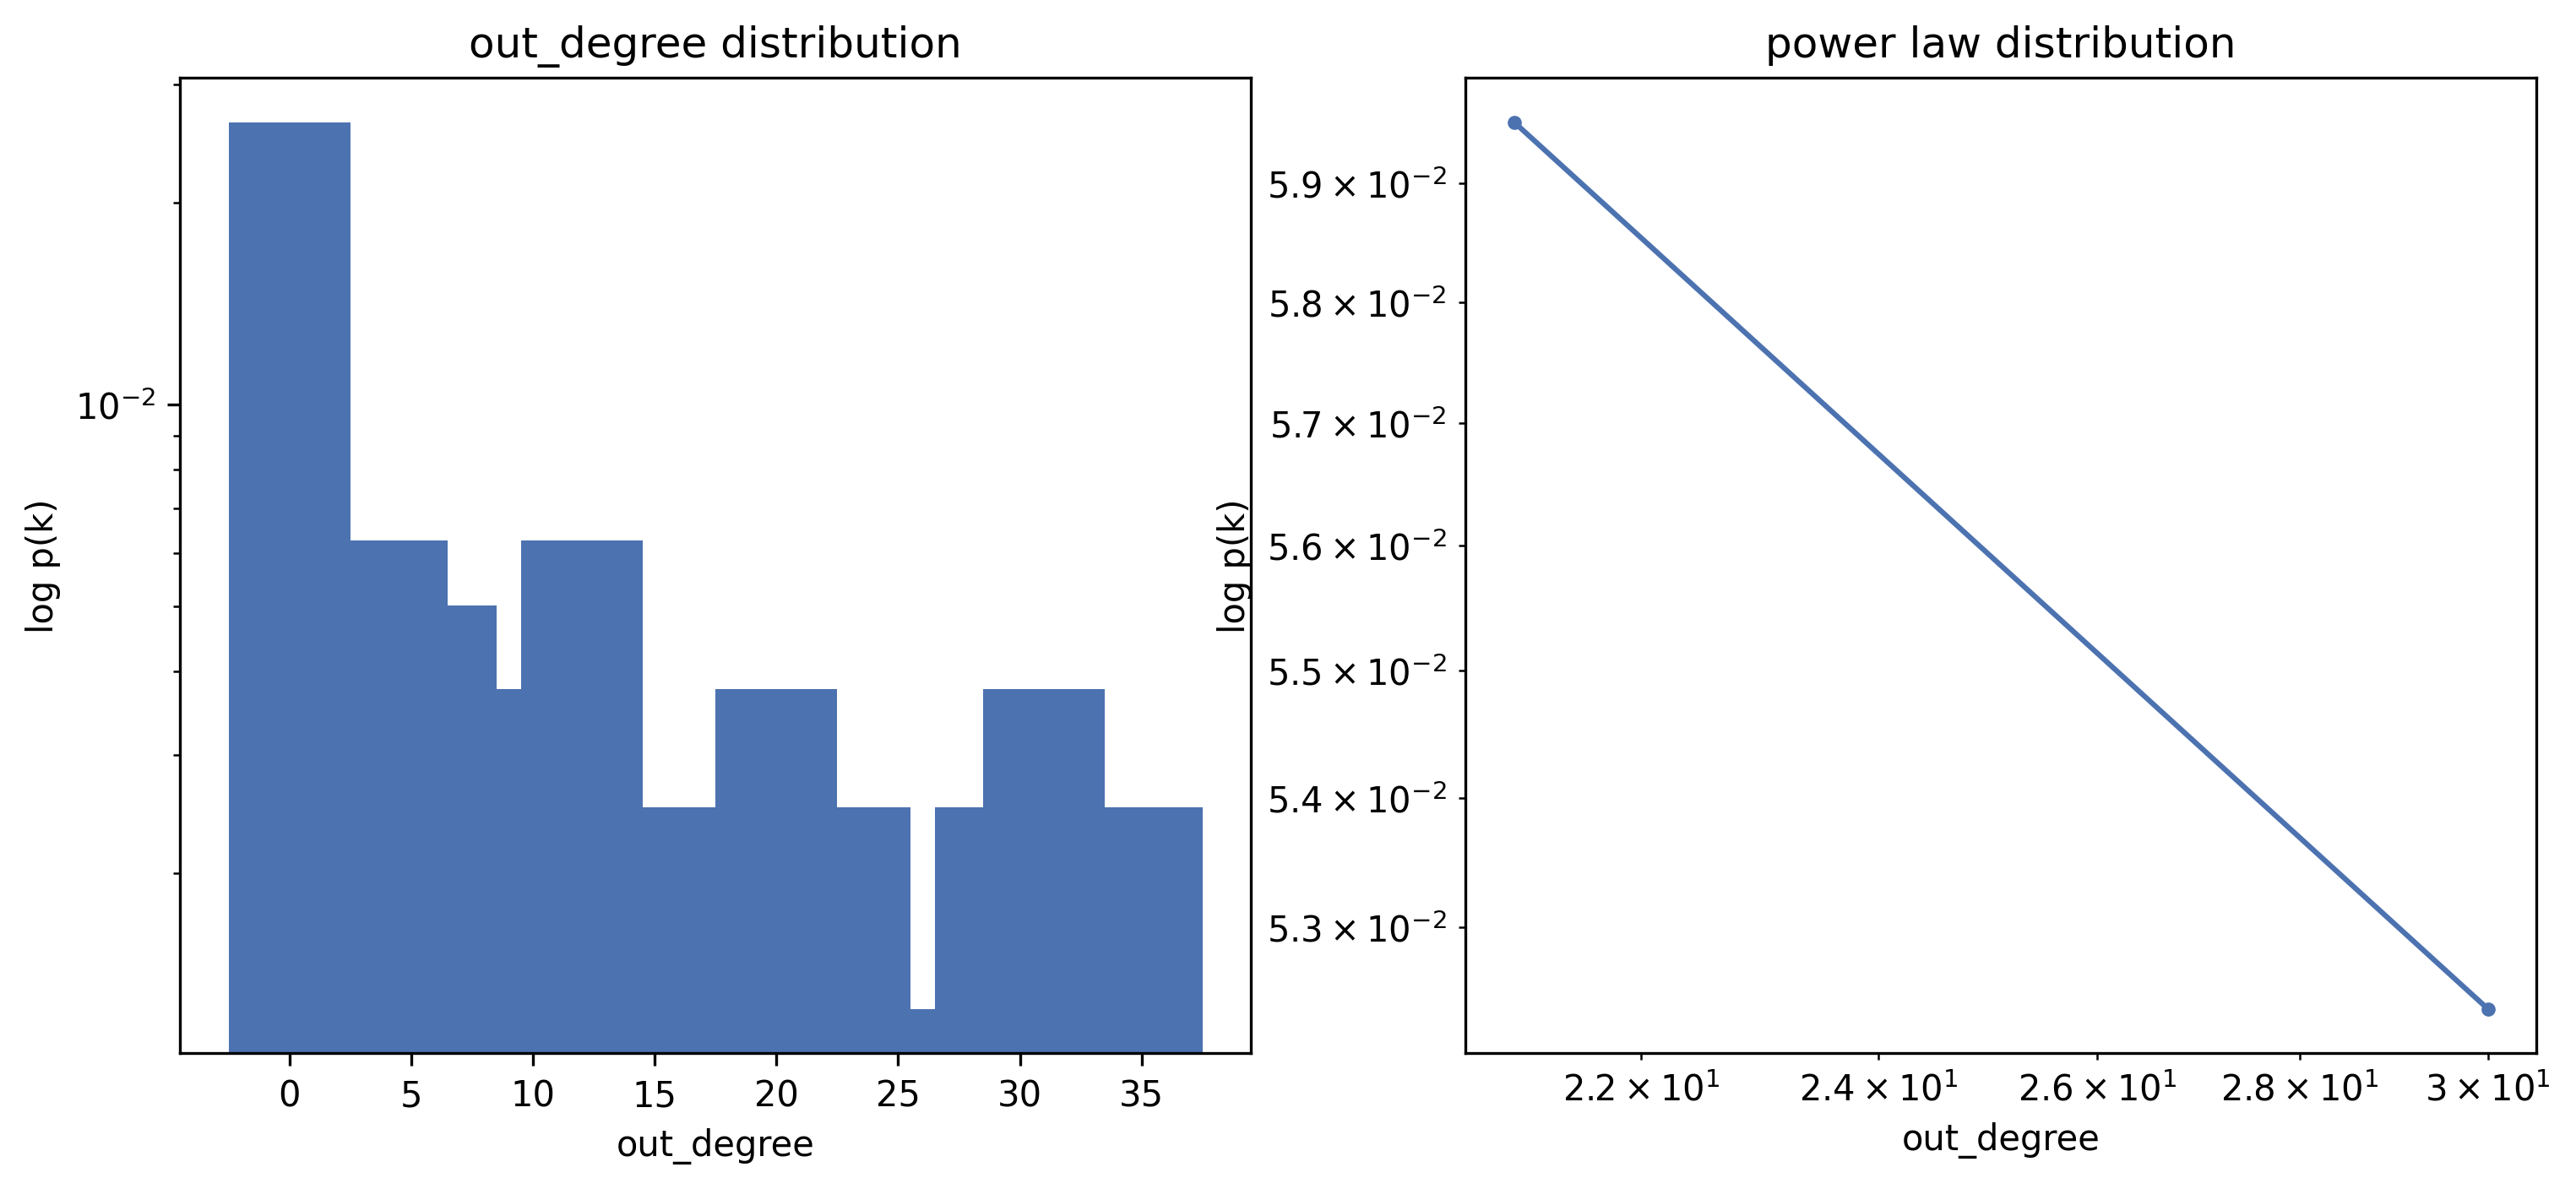 out_degree distribution
10⁻²
log p(k)
0 5 10 15 20 25 30 35
out_degree
power law distribution
5.9×10⁻²
5.8×10⁻²
5.7×10⁻²
5.6×10⁻²
5.5×10⁻²
5.4×10⁻²
5.3×10⁻²
log p(k)
2.2×10¹ 2.4×10¹ 2.6×10¹ 2.8×10¹ 3×10¹
out_degree